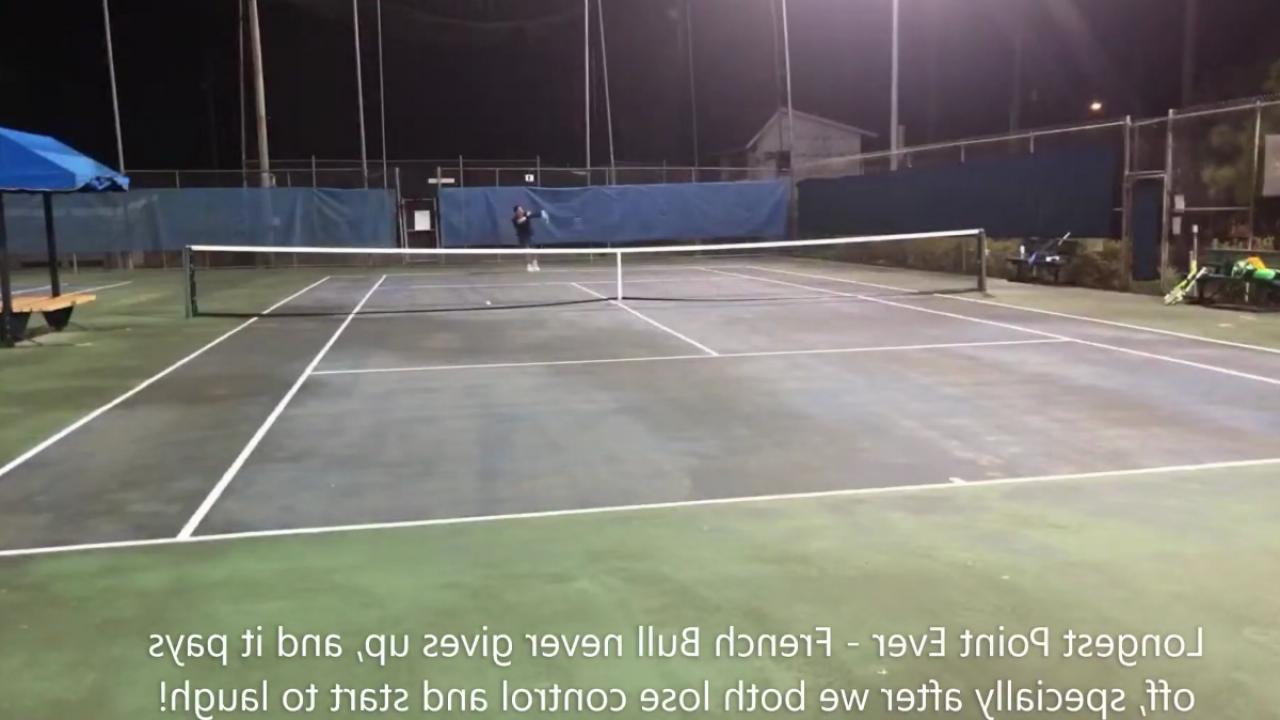 Longest Point Ever - French Bull never gives up, and it pays
off, specially after we both lose control and start to laugh!